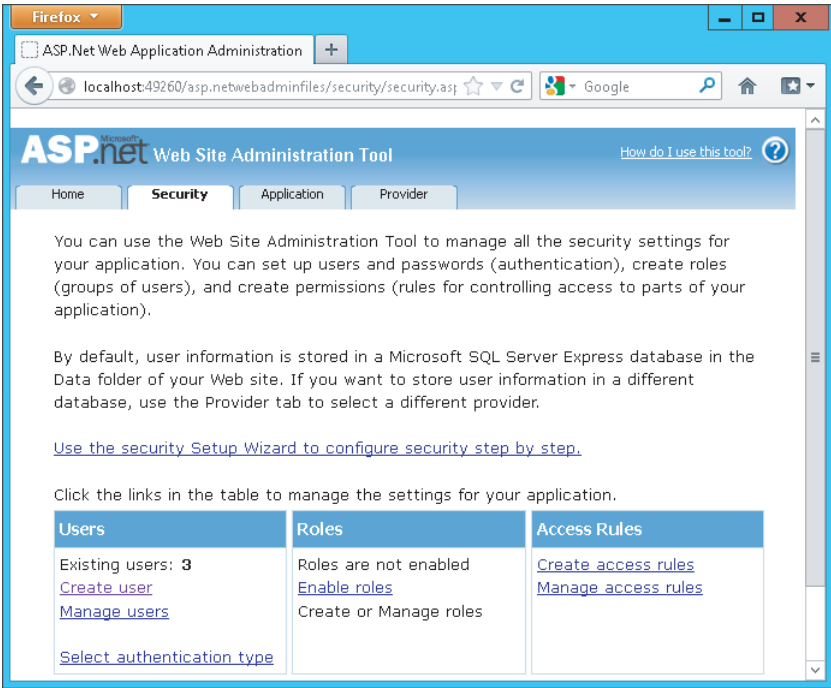 Firefox
ASP.Net Web Application Administration
localhost:49260/asp.netwebadminfiles/security/security.asp
Google
Microsoft
ASP.net Web Site Administration Tool
How do I use this tool?
Home Security Application Provider
You can use the Web Site Administration Tool to manage all the security settings for
your application. You can set up users and passwords (authentication), create roles
(groups of users), and create permissions (rules for controlling access to parts of your
application).
By default, user information is stored in a Microsoft SQL Server Express database in the
Data folder of your Web site. If you want to store user information in a different
database, use the Provider tab to select a different provider.
Use the security Setup Wizard to configure security step by step.
Click the links in the table to manage the settings for your application.
Users Roles Access Rules
Existing users: 3 Roles are not enabled Create access rules
Create user Enable roles Manage access rules
Manage users Create or Manage roles
Select authentication type